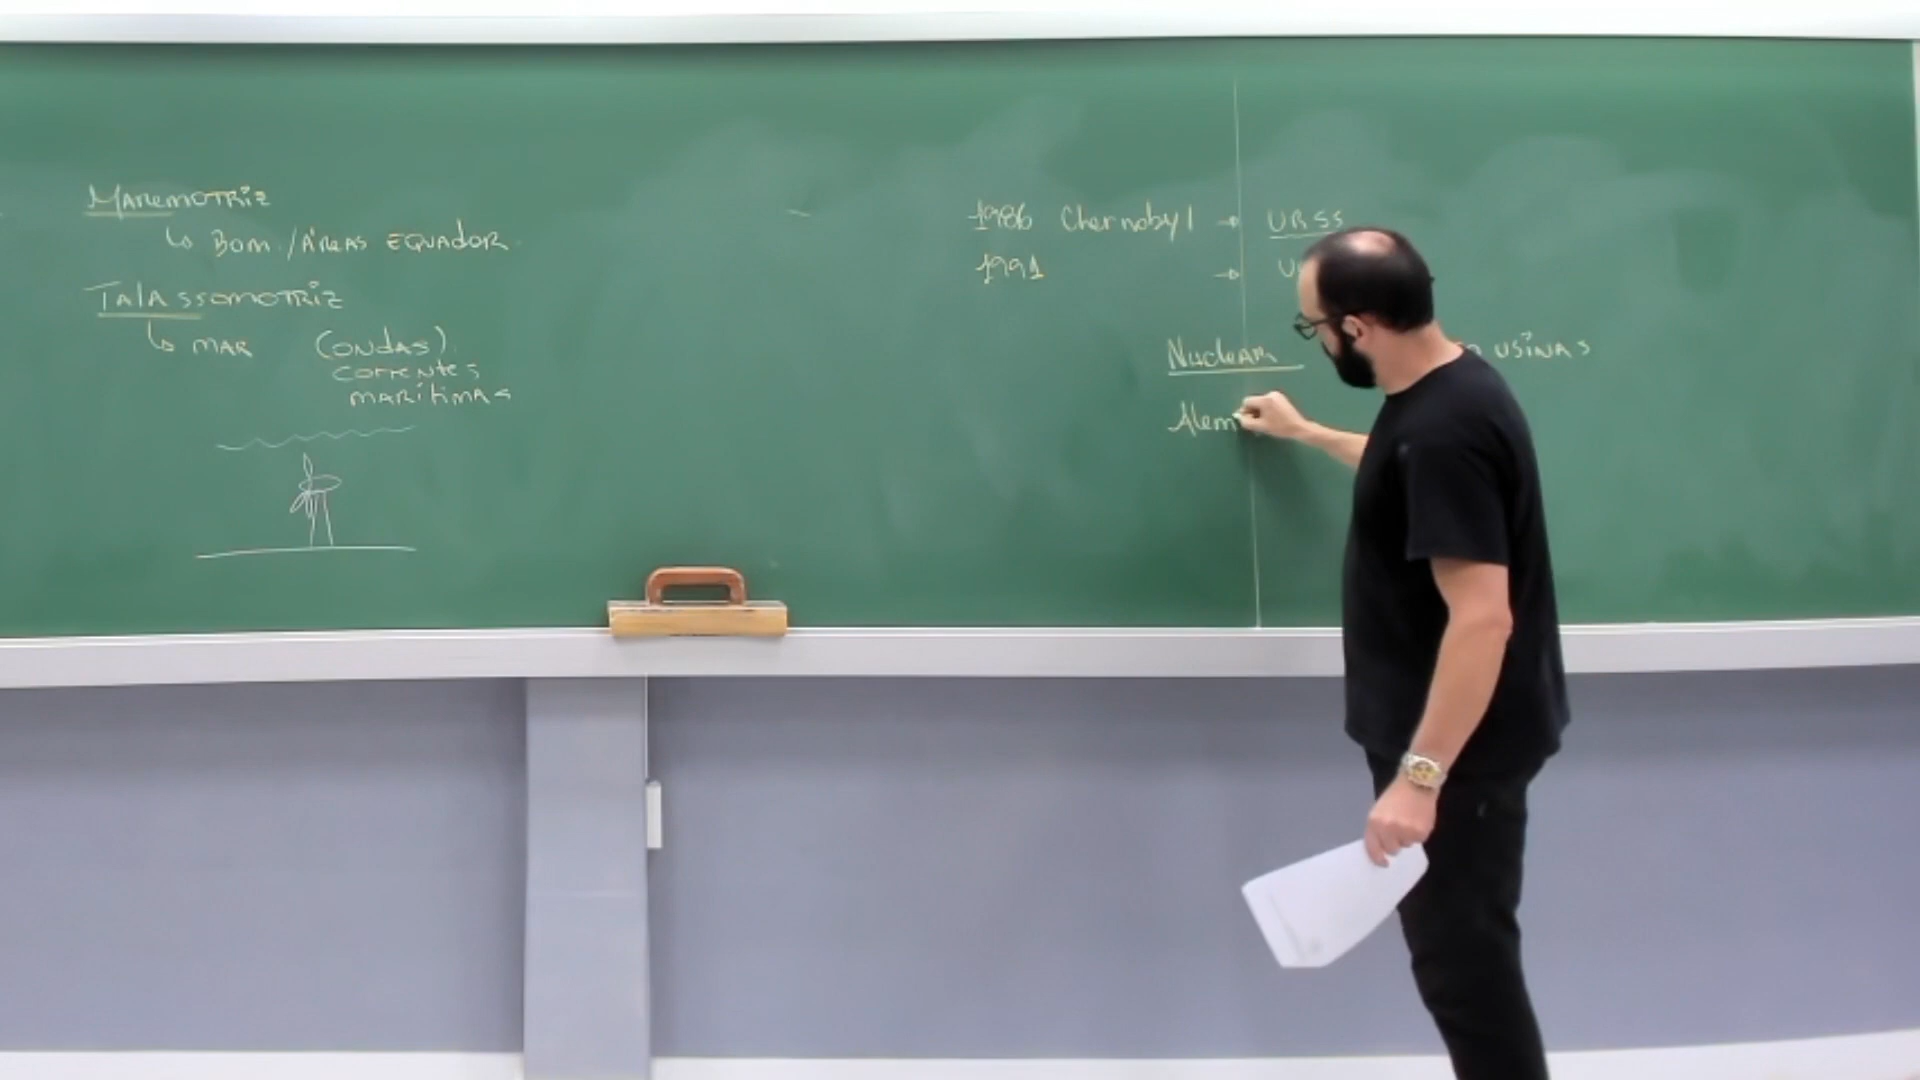 Maremotriz
↳ Bom / Áreas Equador
Talassomotriz
↳ mar (ondas)
correntes
marítimas
1986 Chernobyl → URSS
1991 →
Nuclear usinas
Alem